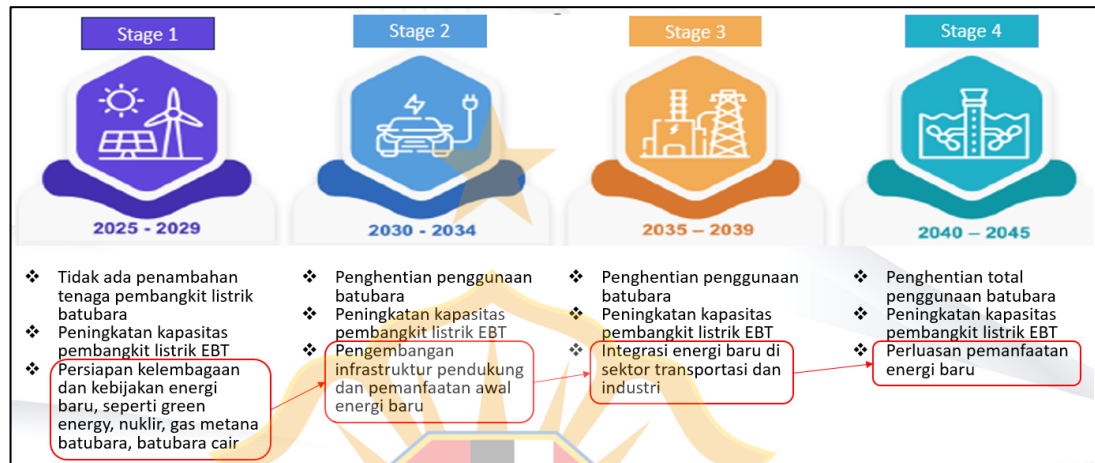 Stage 1
2025 - 2029
❖ Tidak ada penambahan
tenaga pembangkit listrik
batubara
❖ Peningkatan kapasitas
pembangkit listrik EBT
❖ Persiapan kelembagaan
dan kebijakan energi
baru, seperti green
energy, nuklir, gas metana
batubara, batubara cair
Stage 2
2030 - 2034
❖ Penghentian penggunaan
batubara
❖ Peningkatan kapasitas
pembangkit listrik EBT
❖ Pengembangan
infrastruktur pendukung
dan pemanfaatan awal
energi baru
Stage 3
2035 – 2039
❖ Penghentian penggunaan
batubara
❖ Peningkatan kapasitas
pembangkit listrik EBT
❖ Integrasi energi baru di
sektor transportasi dan
industri
Stage 4
2040 – 2045
❖ Penghentian total
penggunaan batubara
❖ Peningkatan kapasitas
pembangkit listrik EBT
❖ Perluasan pemanfaatan
energi baru